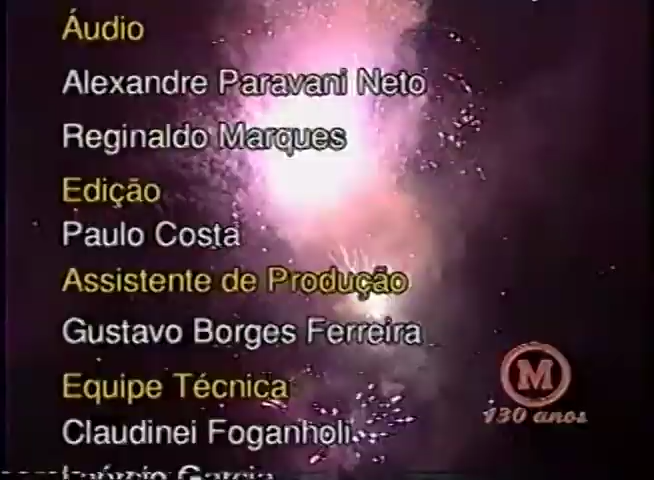 Áudio
Alexandre Paravani Neto
Reginaldo Marques
Edição
Paulo Costa
Assistente de Produção
Gustavo Borges Ferreira
Equipe Técnica
Claudinei Foganholi
Garcia
M
130 anos